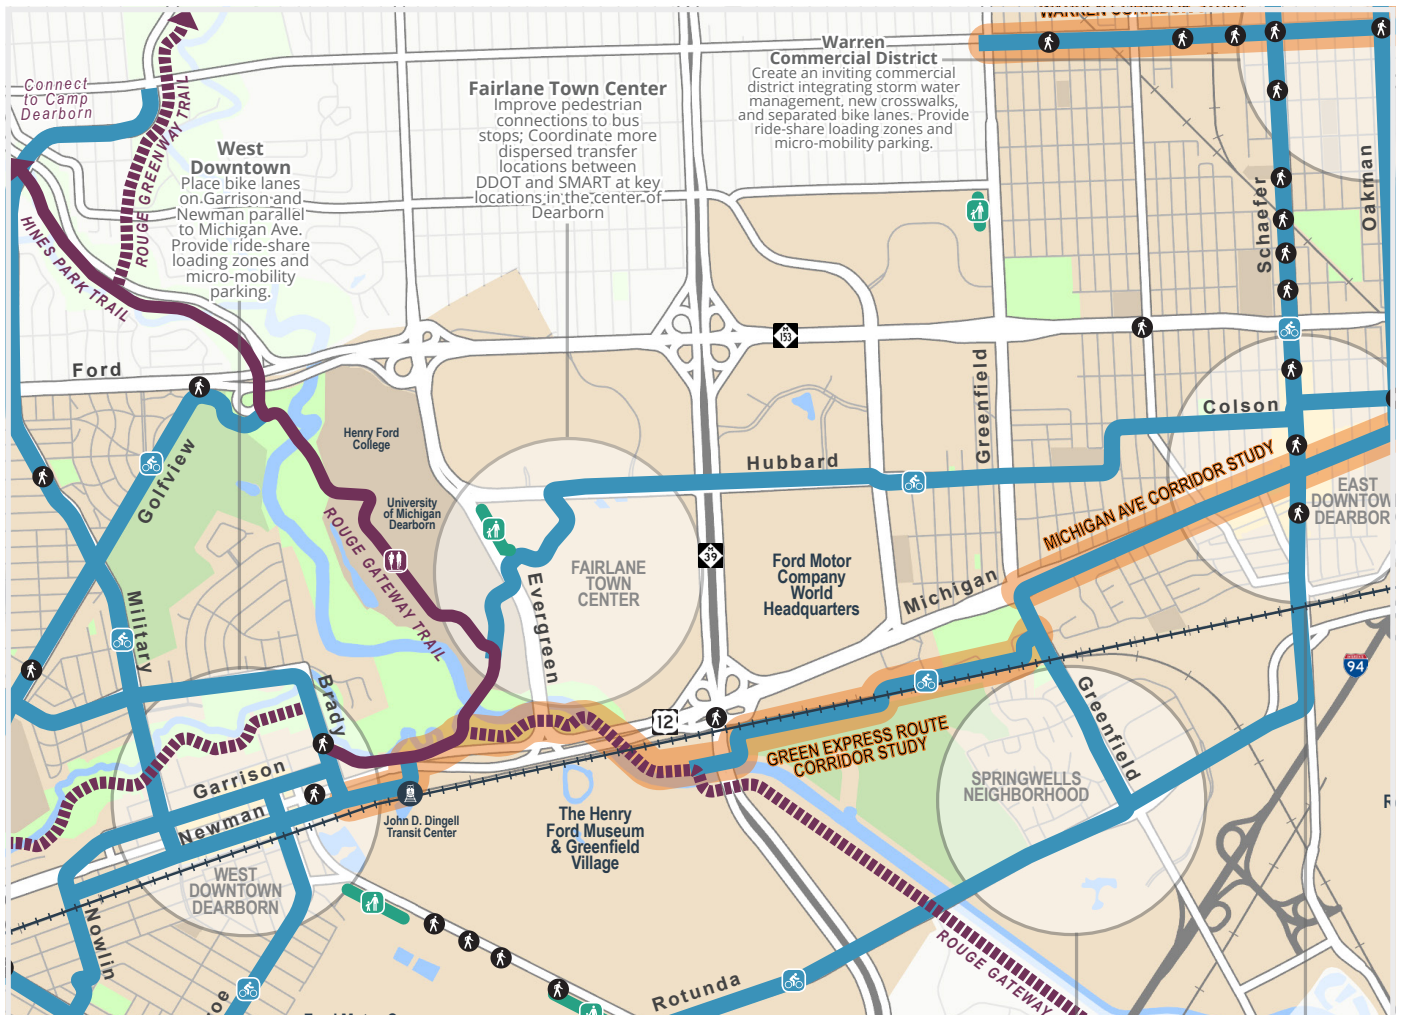 WARREN CORRIDOR STUDY
Connect
to Camp
Dearborn
ROUGE GREENWAY TRAIL
HINES PARK TRAIL
West
Downtown
Place bike lanes
on Garrison and
Newman parallel
to Michigan Ave.
Provide ride-share
loading zones and
micro-mobility
parking.
Fairlane Town Center
Improve pedestrian
connections to bus
stops; Coordinate more
dispersed transfer
locations between
DDOT and SMART at key
locations in the center of
Dearborn
Warren
Commercial District
Create an inviting commercial
district integrating storm water
management, new crosswalks,
and separated bike lanes. Provide
ride-share loading zones and
micro-mobility parking.
Schaefer
Oakman
M
153
Ford
Greenfield
Colson
Henry Ford
College
Golfview
Hubbard
MICHIGAN AVE CORRIDOR STUDY
EAST
DOWNTOW
DEARBOR
University
of Michigan
Dearborn
ROUGE GATEWAY TRAIL
M
39
FAIRLANE
TOWN
CENTER
Evergreen
Ford Motor
Company
World
Headquarters
Michigan
Military
94
Brady
12
Greenfield
GREEN EXPRESS ROUTE
CORRIDOR STUDY
SPRINGWELLS
NEIGHBORHOOD
Garrison
Newman
John D. Dingell
Transit Center
The Henry
Ford Museum
& Greenfield
Village
R
WEST
DOWNTOWN
DEARBORN
Nowlin
ROUGE GATEWAY
Rotunda
oe